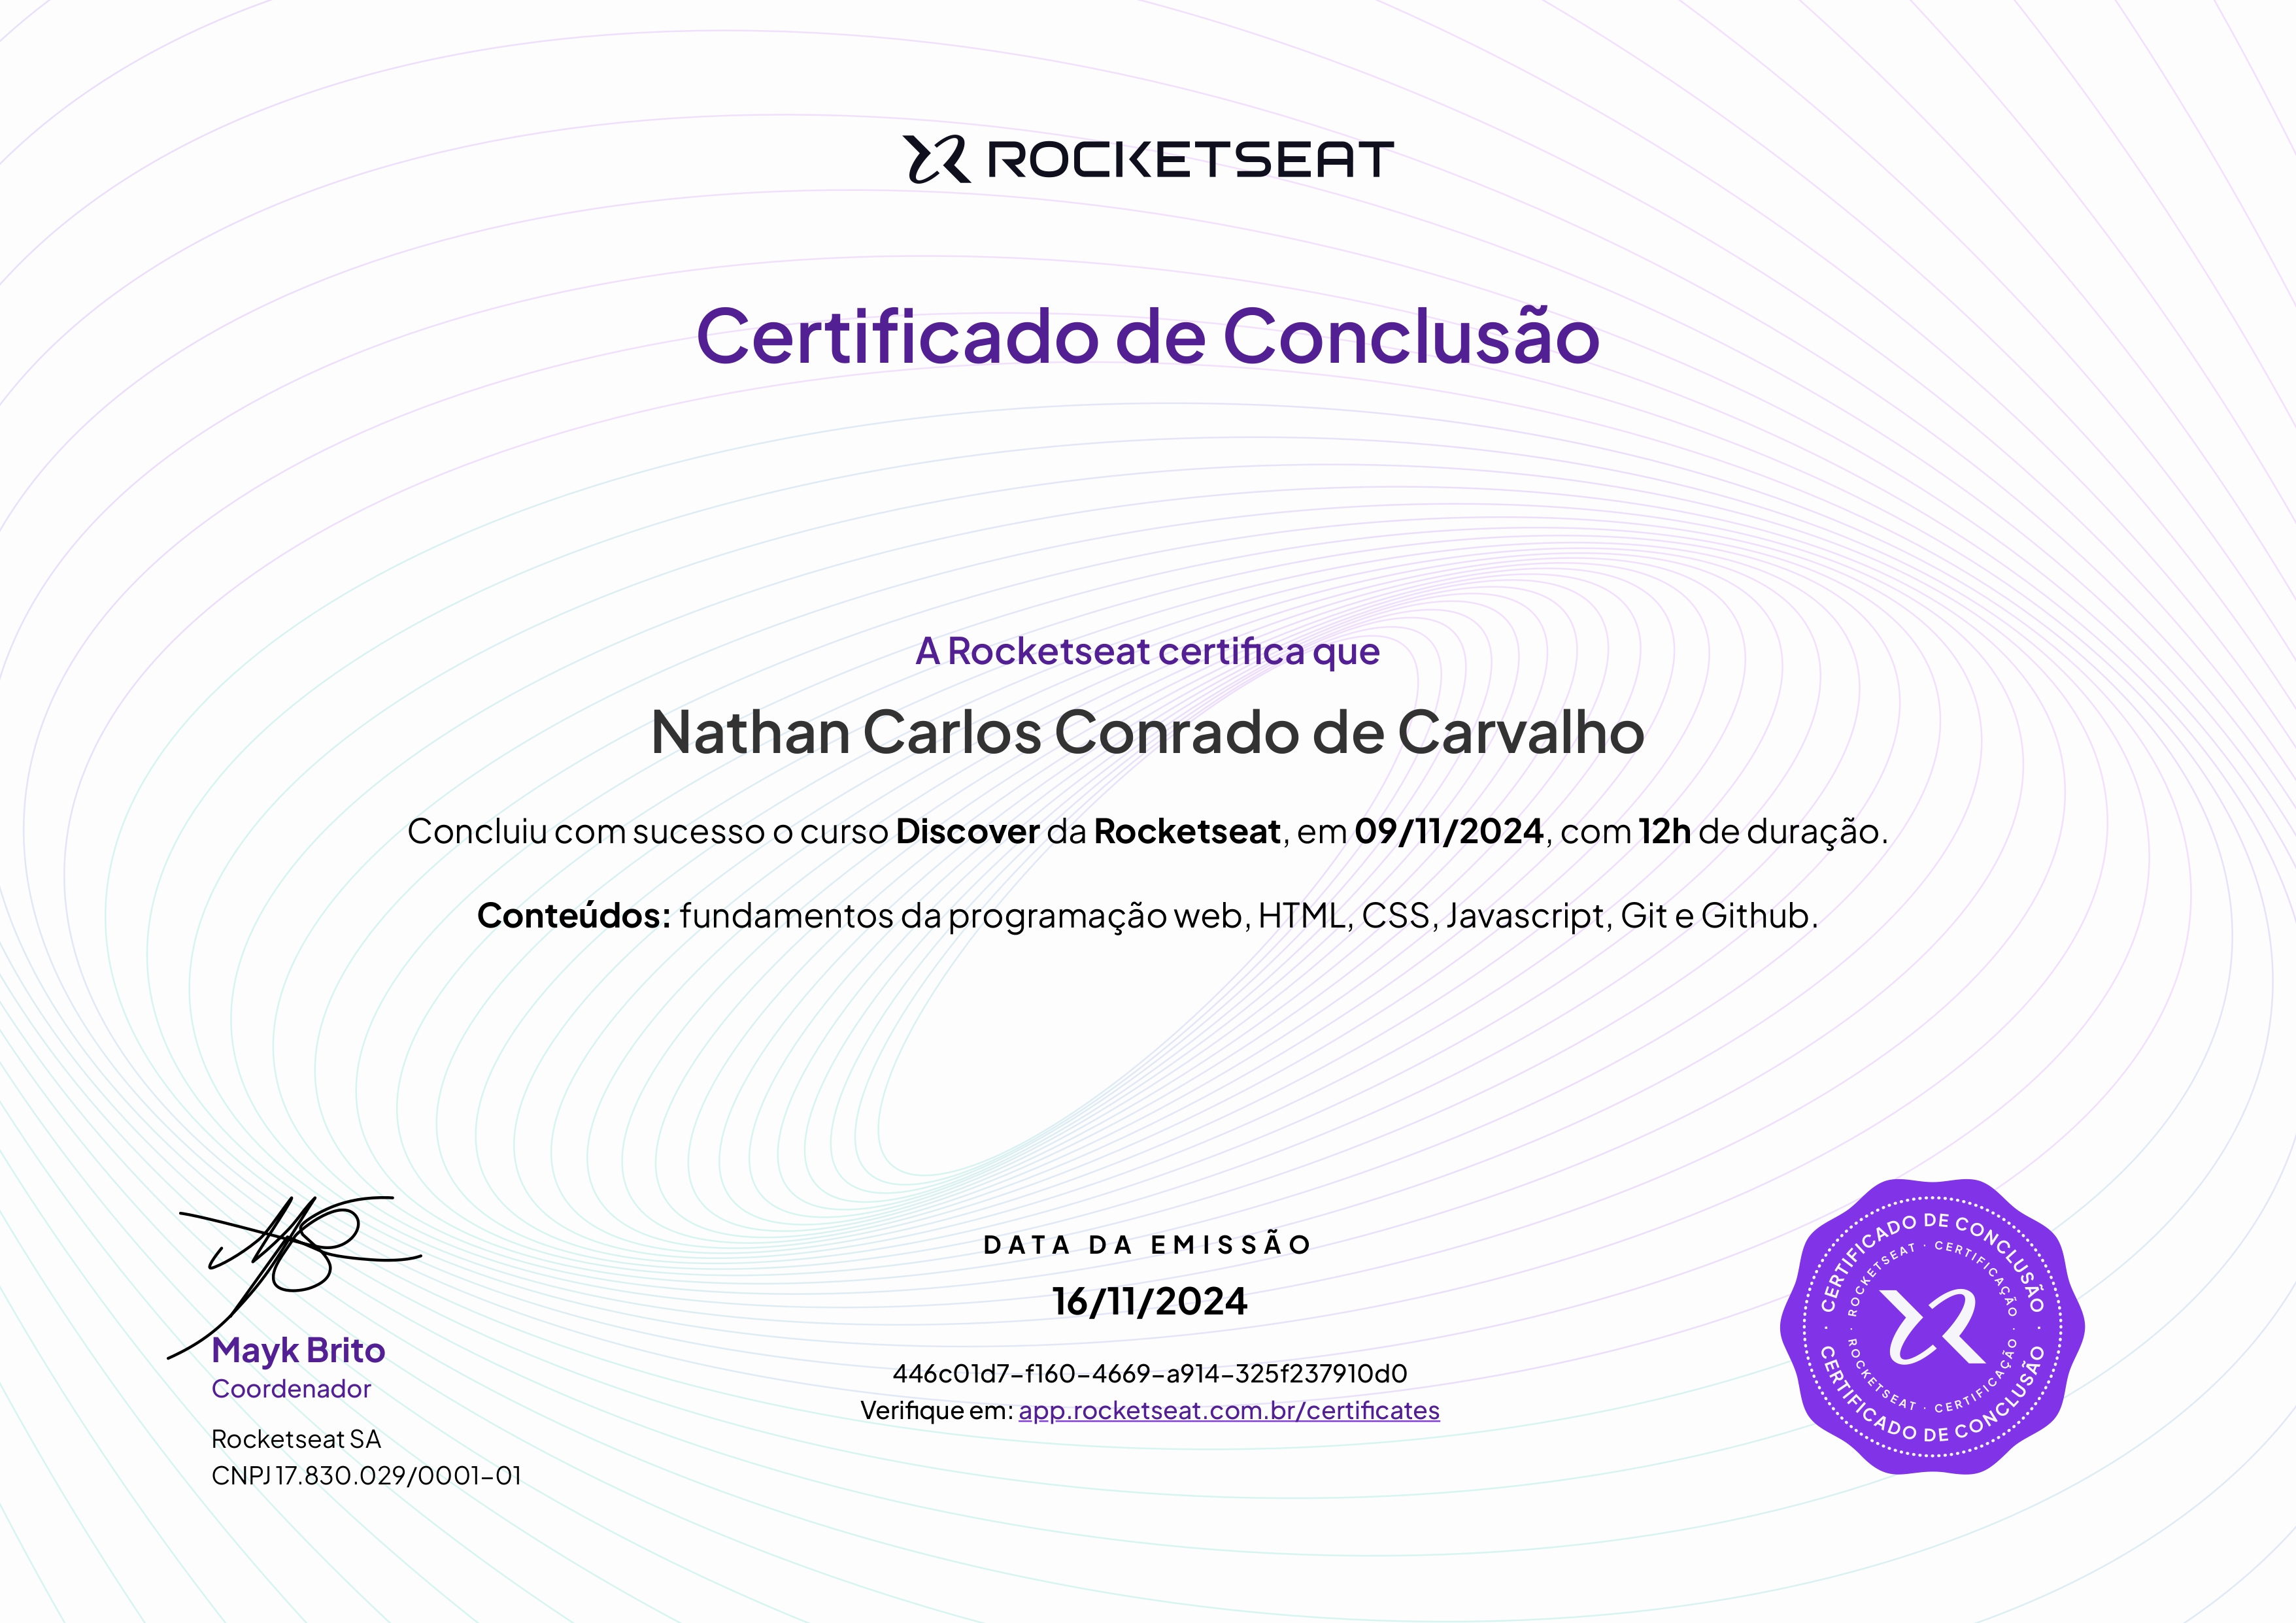 ROCKETSEAT
Certificado de Conclusão
A Rocketseat certifica que
Nathan Carlos Conrado de Carvalho
Concluiu com sucesso o curso Discover da Rocketseat, em 09/11/2024, com 12h de duração.
Conteúdos: fundamentos da programação web, HTML, CSS, Javascript, Git e Github.
Mayk Brito
Coordenador
Rocketseat SA
CNPJ 17.830.029/0001-01
DATA DA EMISSÃO
16/11/2024
446c01d7-f160-4669-a914-325f237910d0
Verifique em: app.rocketseat.com.br/certificates
· CERTIFICADO DE CONCLUSÃO ·
· ROCKETSEAT · CERTIFICAÇÃO ·
ROCKETSEAT · CERTIFICAÇÃO
CERTIFICADO DE CONCLUSÃO